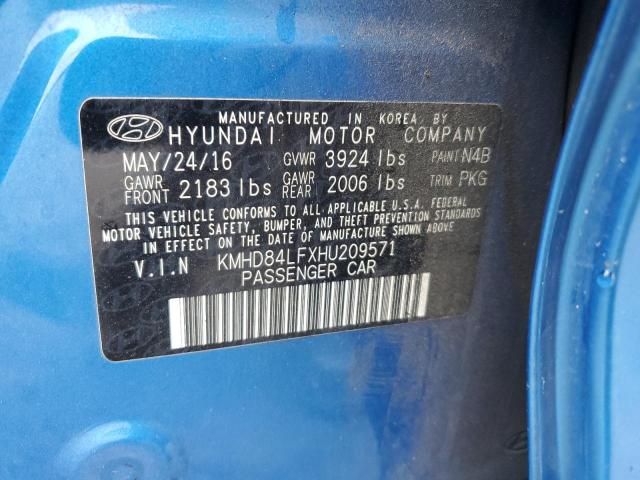 MANUFACTURED IN KOREA BY
HYUNDAI MOTOR COMPANY
MAY/24/16 GVWR 3924 lbs PAINT N4B
GAWR FRONT 2183 lbs GAWR REAR 2006 lbs TRIM PKG
THIS VEHICLE CONFORMS TO ALL APPLICABLE U.S.A. FEDERAL
MOTOR VEHICLE SAFETY, BUMPER, AND THEFT PREVENTION STANDARDS
IN EFFECT ON THE DATE OF MANUFACTURE SHOWN ABOVE
V.I.N KMHD84LFXHU209571
PASSENGER CAR